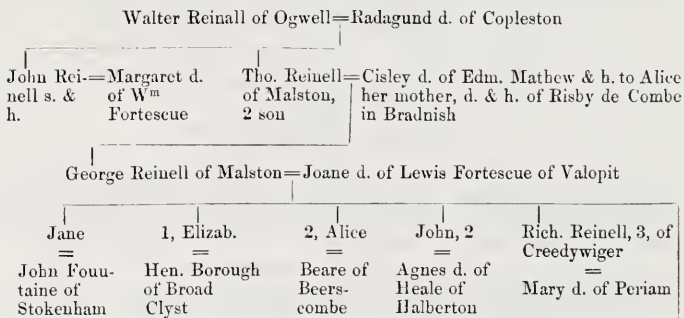 Walter Reinall of Ogwell=Radagund d. of Copleston
John Rei-=Margaret d. Tho. Reinell=Cisley d. of Edm. Mathew & h. to Alice
nell s. & of Wm of Malston, her mother, d. & h. of Risby de Combe
h. Fortescue 2 son in Bradnish
George Reinell of Malston=Joane d. of Lewis Fortescue of Valopit
Jane 1, Elizab. 2, Alice John, 2 Rich. Reinell, 3, of
Creedywiger
= = = = =
John Foun- Hen. Borough Beare of Agnes d. of Mary d. of Periam
taine of of Broad Beers- Heale of
Stokenham Clyst combe Halberton